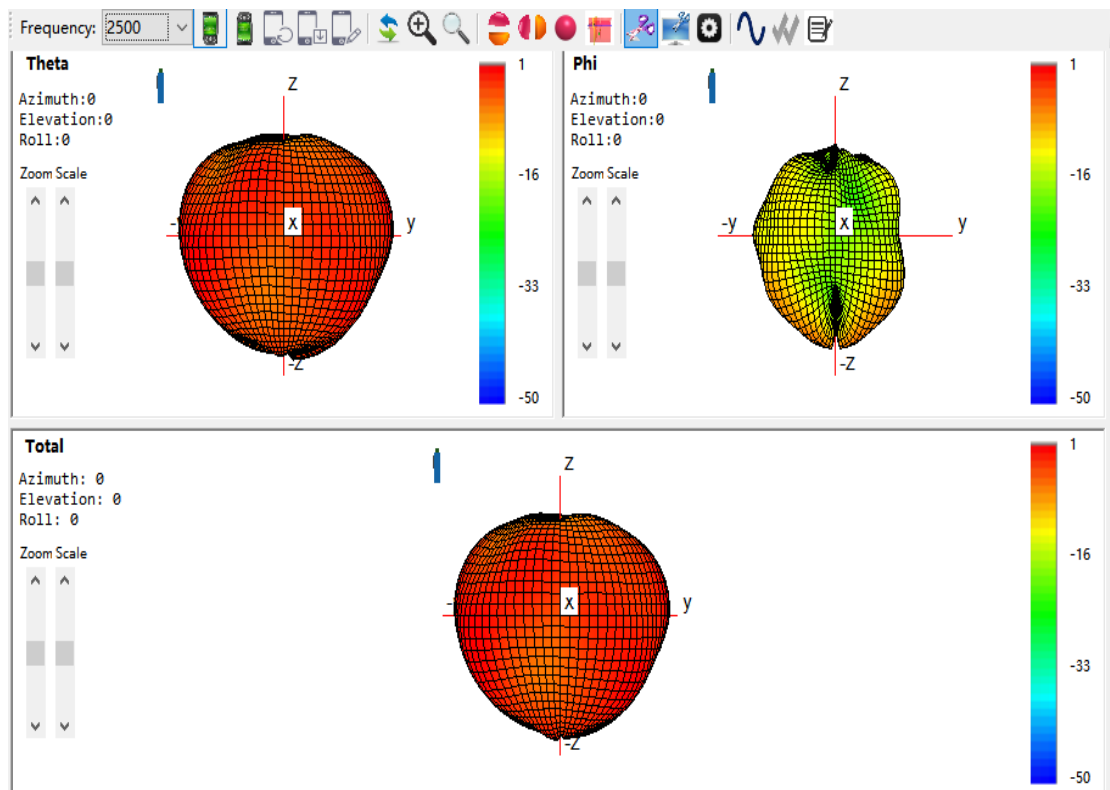 Frequency: 2500
Theta
Azimuth:0
Elevation:0
Roll:0
Zoom Scale
Z
-y
X
y
-Z
1
-16
-33
-50
Phi
Azimuth:0
Elevation:0
Roll:0
Zoom Scale
Z
-y
X
y
-Z
1
-16
-33
-50
Total
Azimuth: 0
Elevation: 0
Roll: 0
Zoom Scale
Z
-
X
y
-Z
1
-16
-33
-50